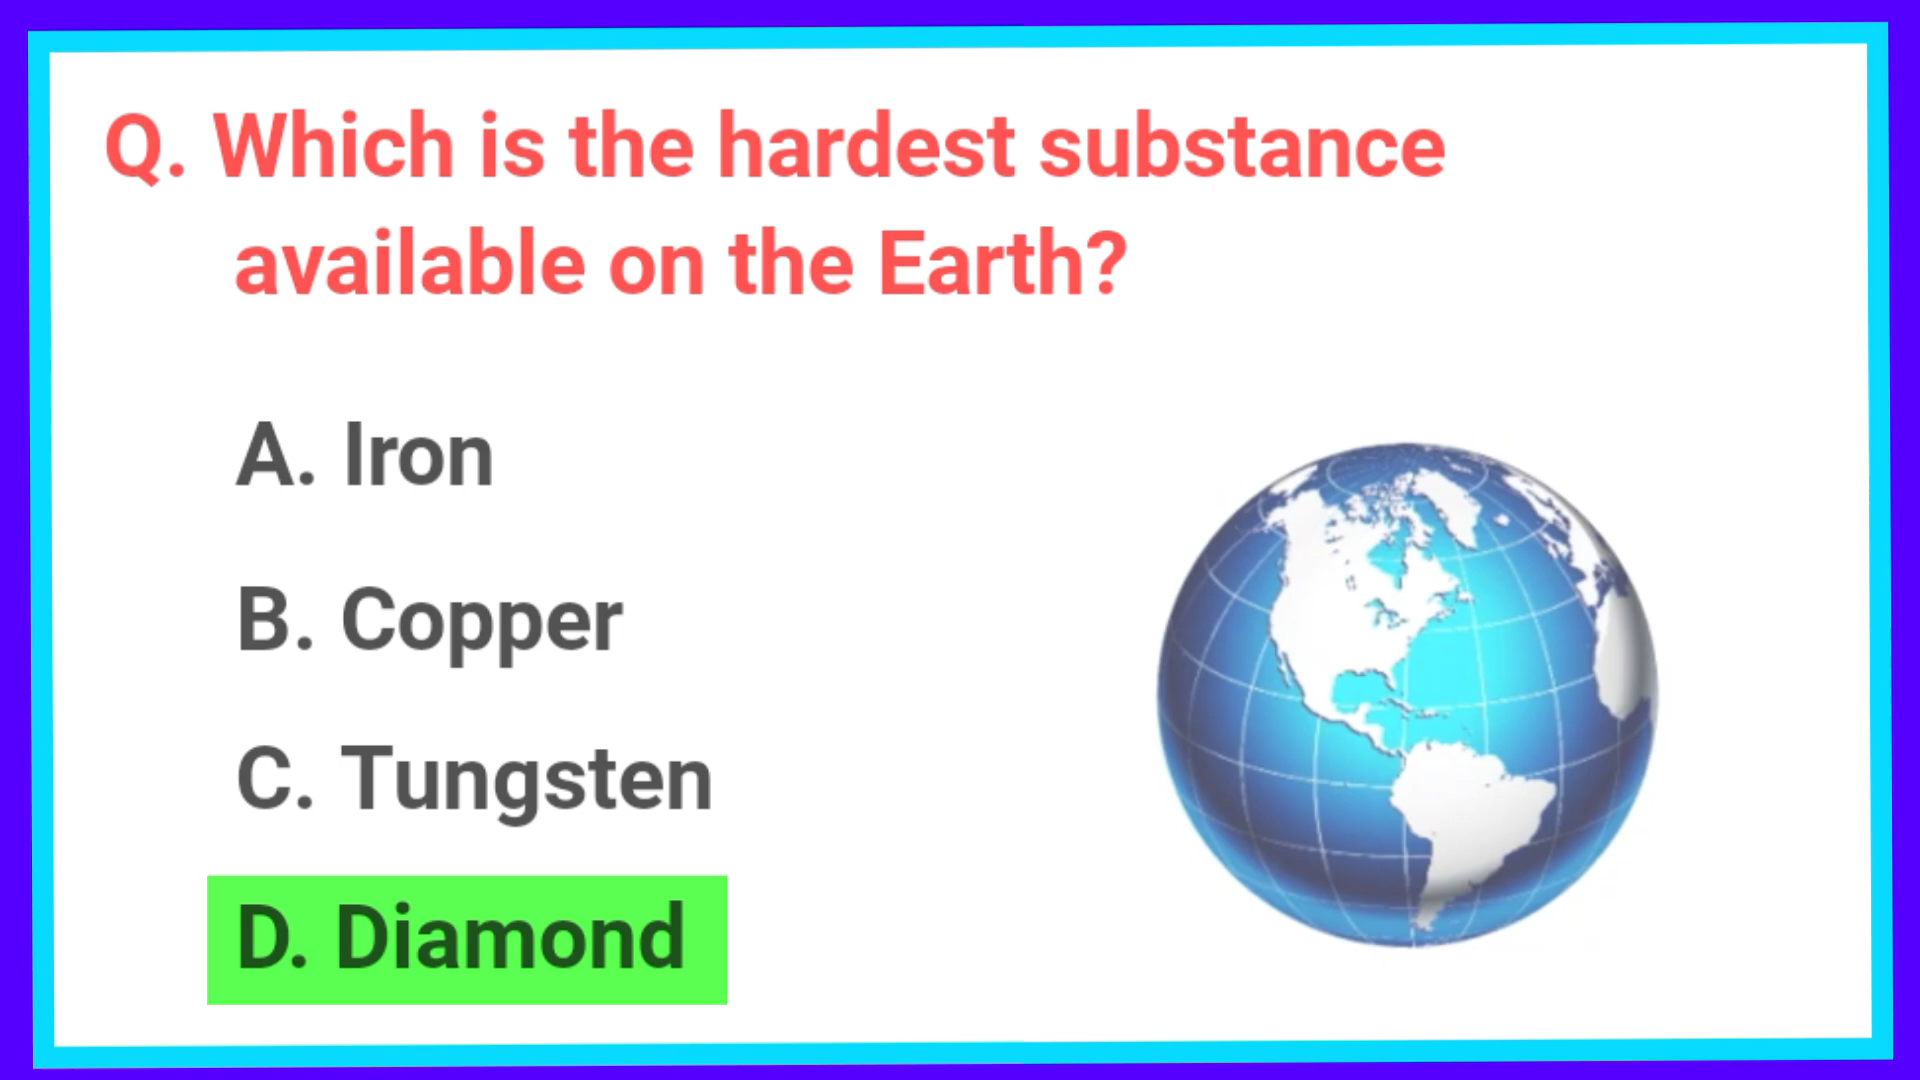 Q. Which is the hardest substance
available on the Earth?
A. Iron
B. Copper
C. Tungsten
D. Diamond